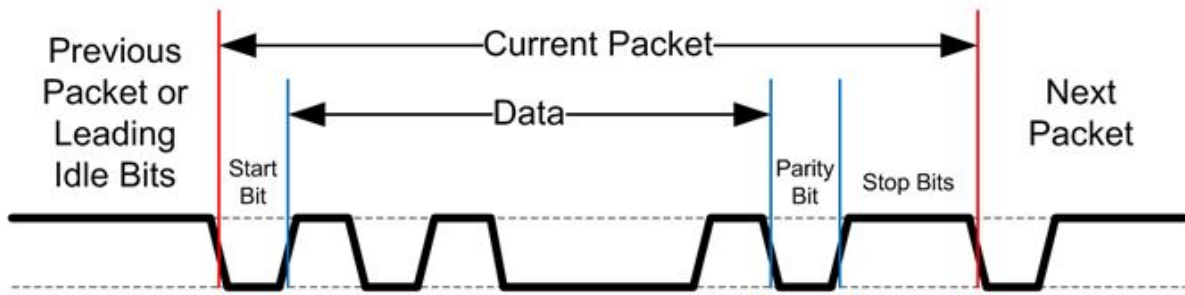 Previous
Packet or
Leading
Idle Bits
Current Packet
Data
Start
Bit
Parity
Bit
Stop Bits
Next
Packet